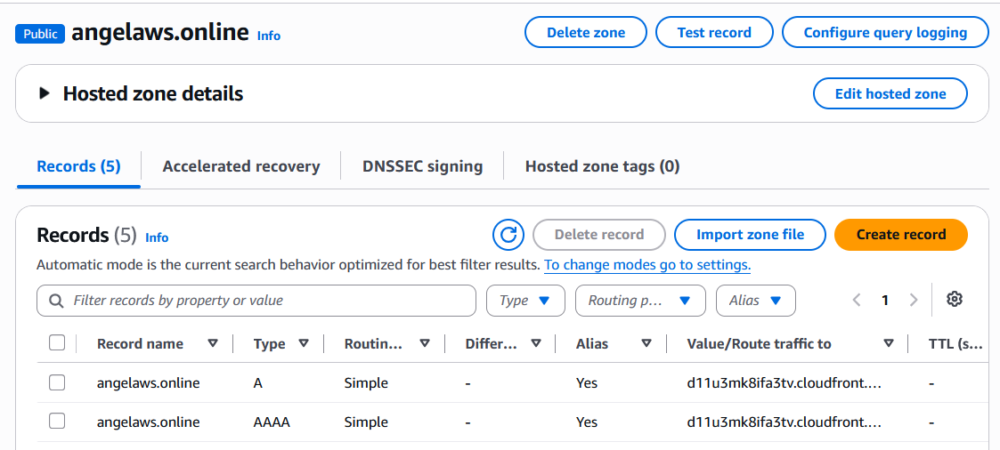 Public angelaws.online Info Delete zone Test record Configure query logging
Hosted zone details Edit hosted zone
Records (5) Accelerated recovery DNSSEC signing Hosted zone tags (0)
Records (5) Info Delete record Import zone file Create record
Automatic mode is the current search behavior optimized for best filter results. To change modes go to settings.
Filter records by property or value Type Routing p... Alias 1
Record name Type Routin... Differ... Alias Value/Route traffic to TTL (s...
angelaws.online A Simple - Yes d11u3mk8ifa3tv.cloudfront.... -
angelaws.online AAAA Simple - Yes d11u3mk8ifa3tv.cloudfront.... -